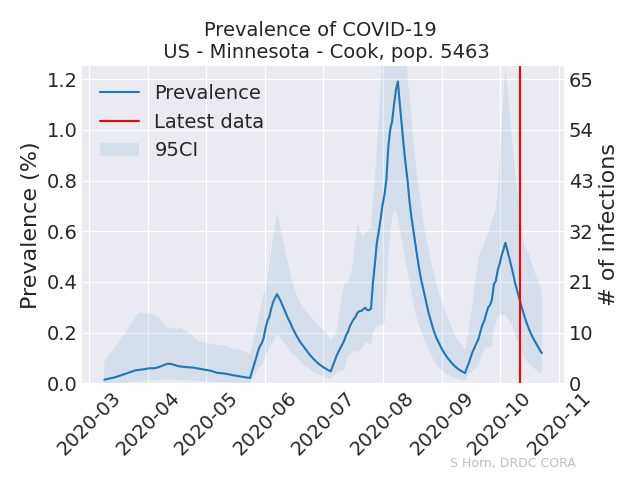 Prevalence of COVID-19
US - Minnesota - Cook, pop. 5463
Prevalence (%)
1.2
1.0
0.8
0.6
0.4
0.2
0.0
Prevalence
Latest data
95CI
65
54
43
32
21
10
0
# of infections
2020-03
2020-04
2020-05
2020-06
2020-07
2020-08
2020-09
2020-10
2020-11
S Horn, DRDC CORA